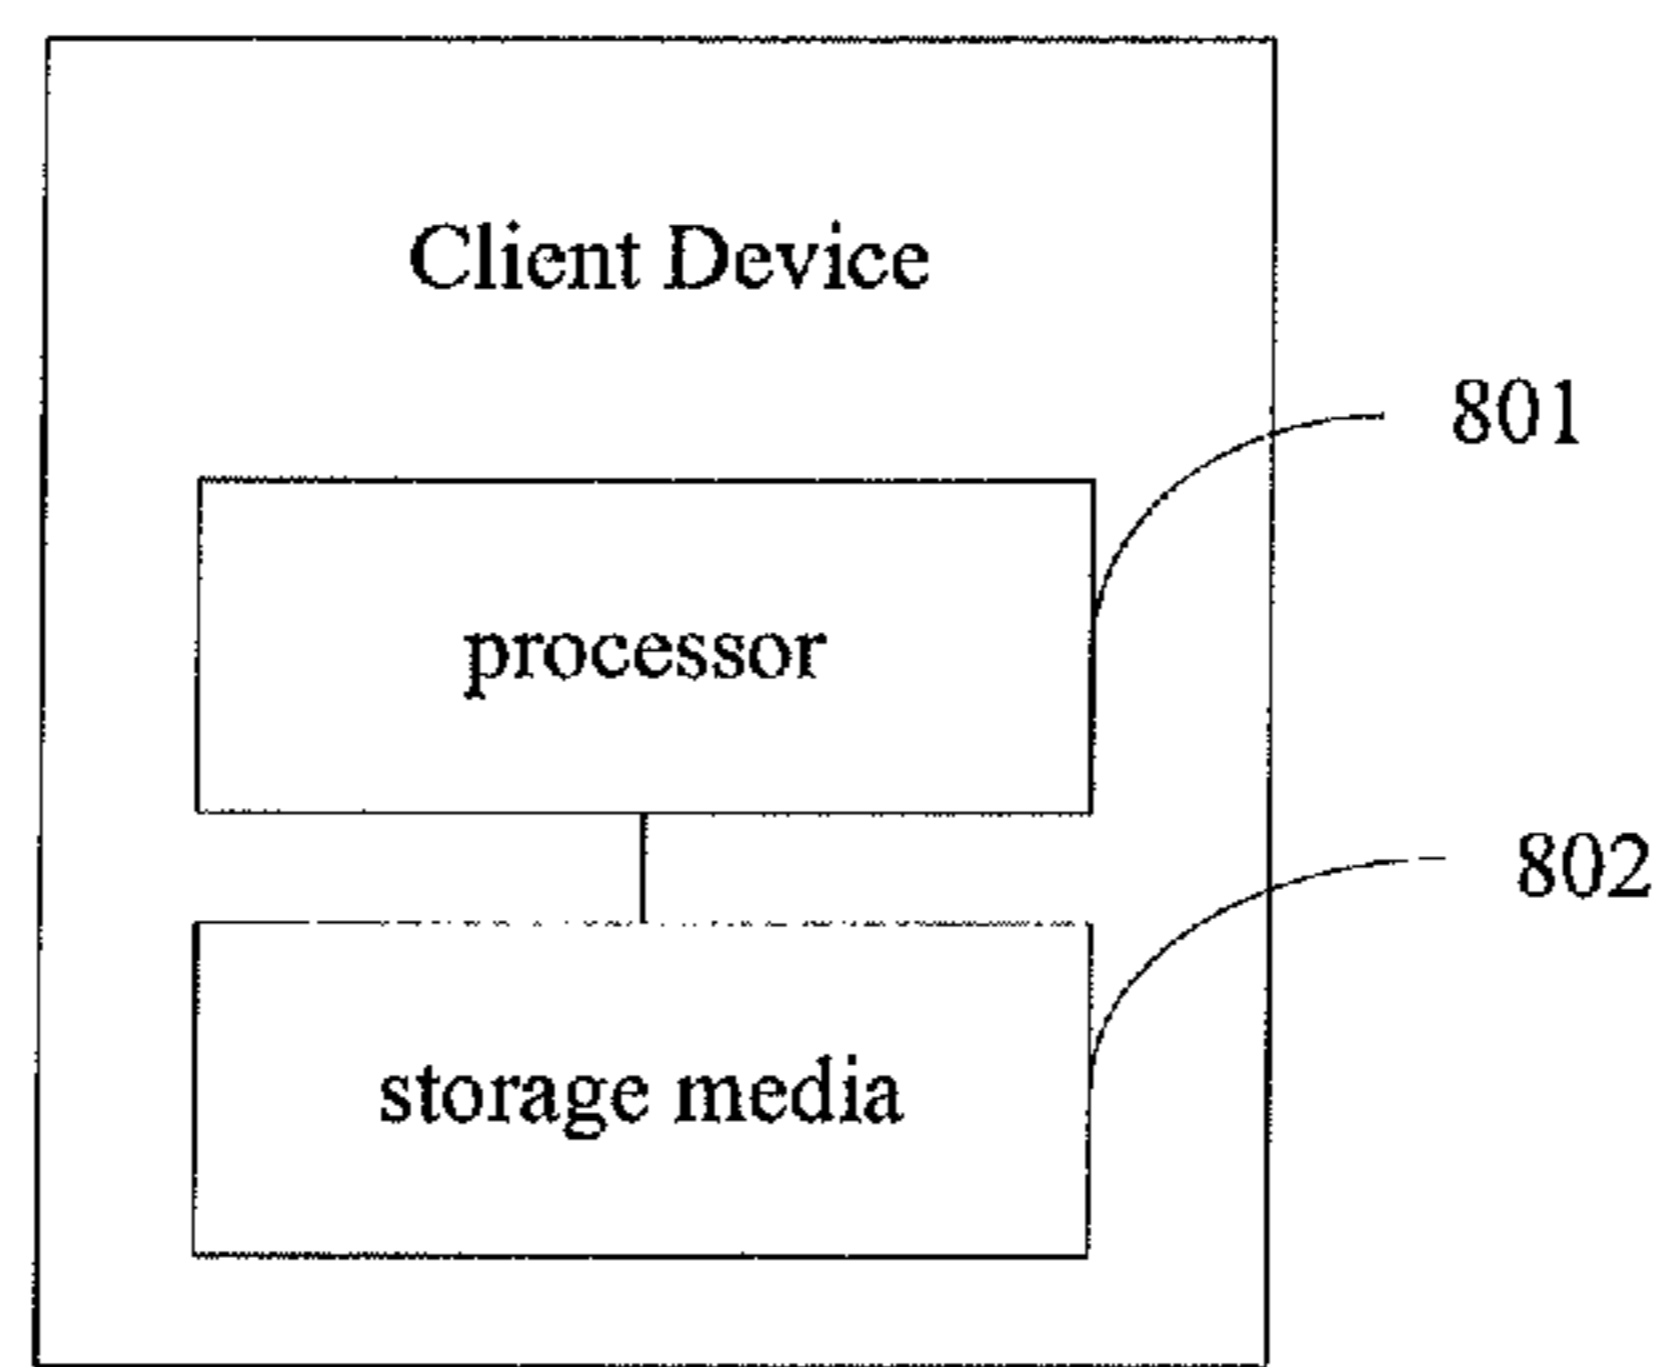 Client Device
801
processor
802
storage media